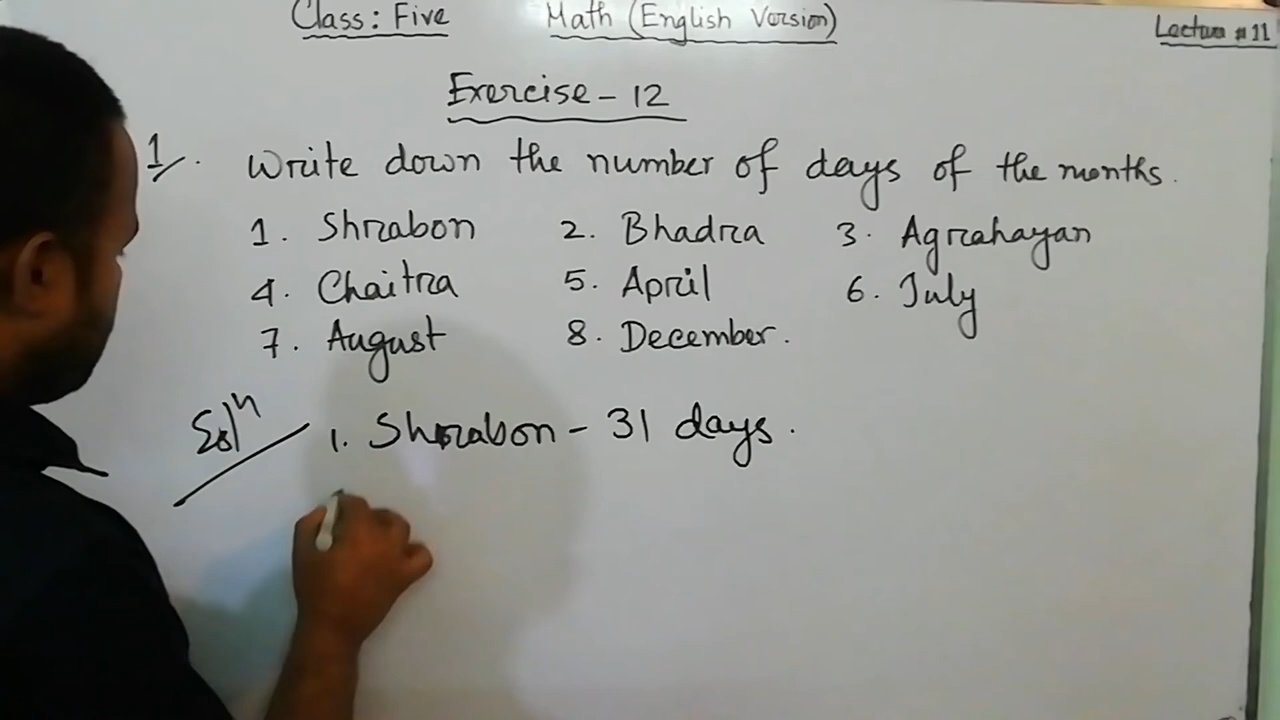 Class: Five Math (English Version) Lecture #11
Exercise - 12
1. Write down the number of days of the months.
1. Shrabon 2. Bhadra 3. Agrahayan
4. Chaitra 5. April 6. July
7. August 8. December.
Solⁿ 1. Shrabon - 31 days.